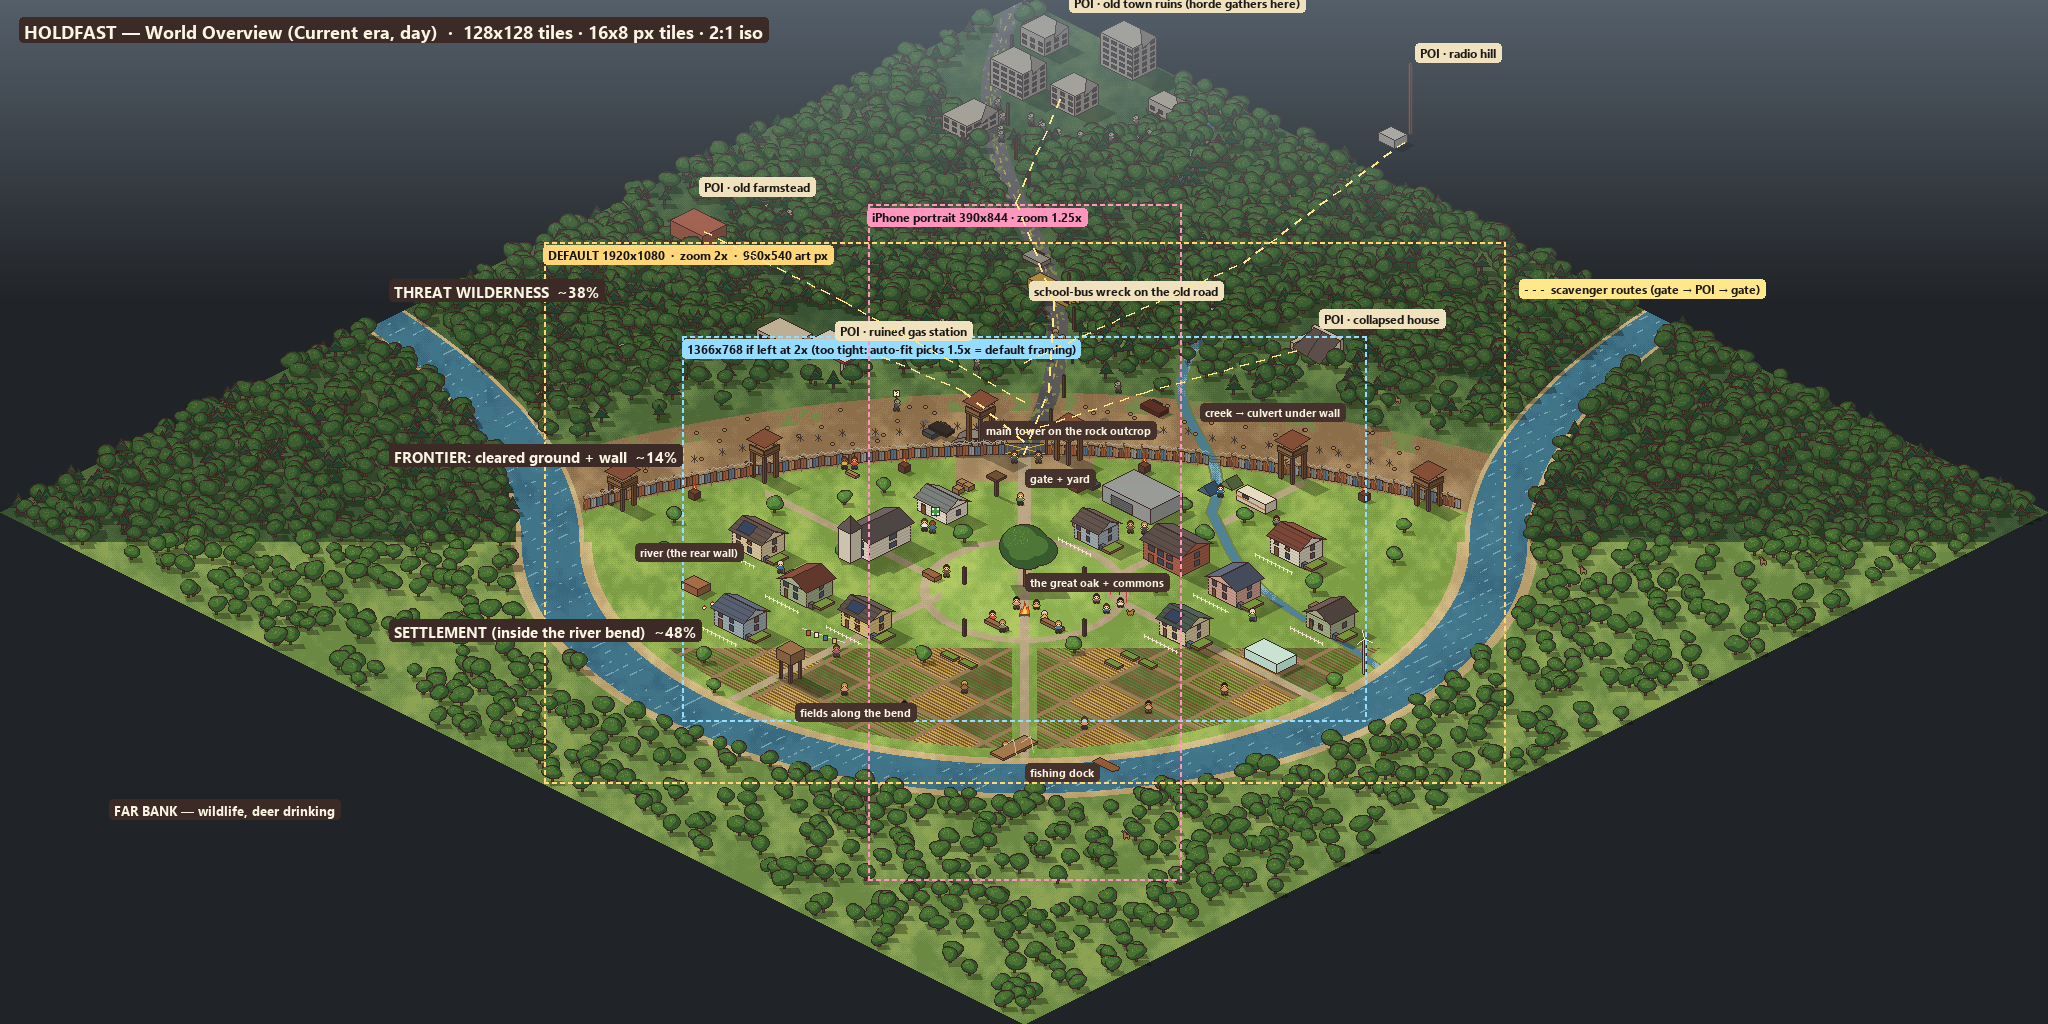 POI · old town ruins (horde gathers here)
HOLDFAST — World Overview (Current era, day) · 128x128 tiles · 16x8 px tiles · 2:1 iso
POI · radio hill
POI · old farmstead
iPhone portrait 390x844 · zoom 1.25x
DEFAULT 1920x1080 · zoom 2x · 960x540 art px
THREAT WILDERNESS ~38%
school-bus wreck on the old road
- - - scavenger routes (gate → POI → gate)
POI · ruined gas station
POI · collapsed house
1366x768 if left at 2x (too tight: auto-fit picks 1.5x = default framing)
creek → culvert under wall
main tower on the rock outcrop
FRONTIER: cleared ground + wall ~14%
gate + yard
river (the rear wall)
the great oak + commons
SETTLEMENT (inside the river bend) ~48%
fields along the bend
fishing dock
FAR BANK — wildlife, deer drinking